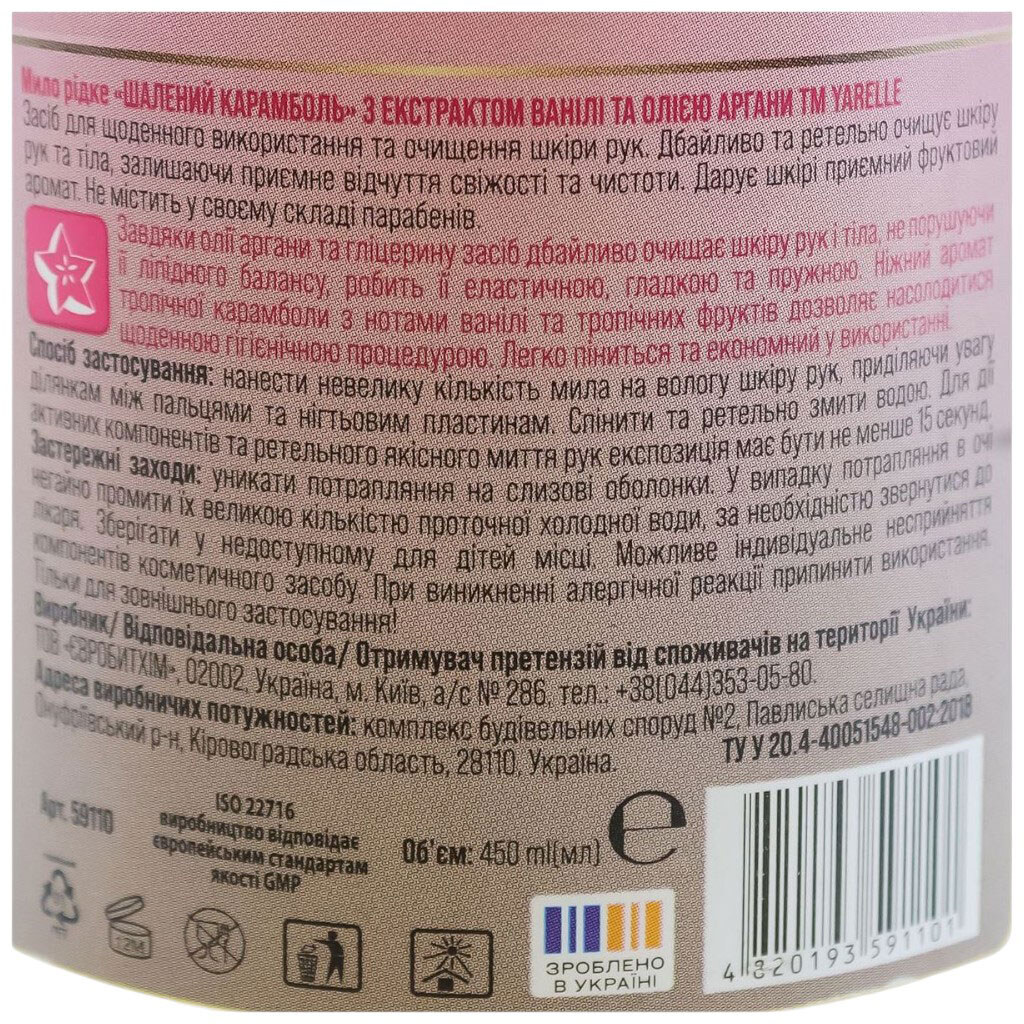 Мило рідке «ШАЛЕНИЙ КАРАМБОЛЬ» З ЕКСТРАКТОМ ВАНІЛІ ТА ОЛІЄЮ АРГАНИ ТМ YARELLE
Засіб для щоденного використання та очищення шкіри рук. Дбайливо та ретельно очищує шкіру
рук та тіла, залишаючи приємне відчуття свіжості та чистоти. Дарує шкірі приємний фруктовий
аромат. Не містить у своєму складі парабенів.
Завдяки олії аргани та гліцерину засіб дбайливо очищає шкіру рук і тіла, не порушуючи
її ліпідного балансу, робить її еластичною, гладкою та пружною. Ніжний аромат
тропічної карамболи з нотами ванілі та тропічних фруктів дозволяє насолодитися
щоденною гігієнічною процедурою. Легко піниться та економний у використанні.
Спосіб застосування: нанести невелику кількість мила на вологу шкіру рук, приділяючи увагу
ділянкам між пальцями та нігтьовим пластинам. Спінити та ретельно змити водою. Для дії
активних компонентів та ретельного якісного миття рук експозиція має бути не менше 15 секунд.
Застережні заходи: уникати потрапляння на слизові оболонки. У випадку потрапляння в очі
негайно промити їх великою кількістю проточної холодної води, за необхідністю звернутися до
лікаря. Зберігати у недоступному для дітей місці. Можливе індивідуальне несприйняття
компонентів косметичного засобу. При виникненні алергічної реакції припинити використання.
Тільки для зовнішнього застосування!
Виробник/ Відповідальна особа/ Отримувач претензій від споживачів на території України:
ТОВ «ЄВРОБИТХІМ», 02002, Україна, м. Київ, а/с № 286, тел.: +38(044)353-05-80.
Адреса виробничих потужностей: комплекс будівельних споруд №2, Павлиська селищна рада,
Онуфріївський р-н, Кіровоградська область, 28110, Україна.
ТУ У 20.4-40051548-002:2018
Арт. 59110
ISO 22716
виробництво відповідає
європейським стандартам
якості GMP
Об'єм: 450 ml(мл) e
12M
ЗРОБЛЕНО
В УКРАЇНІ
4 820193 591101